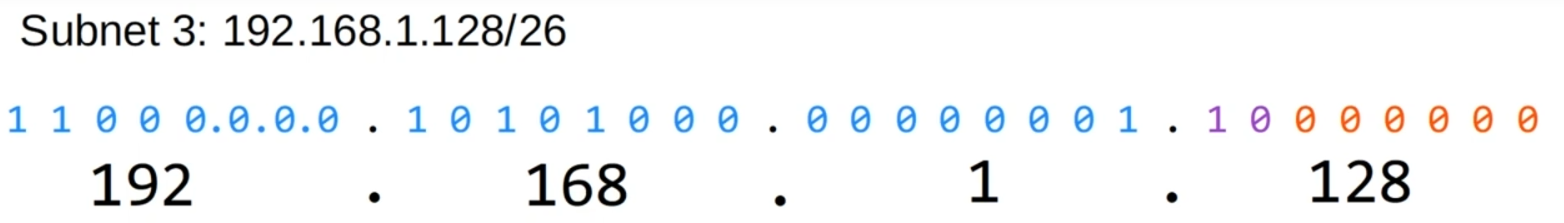 Subnet 3: 192.168.1.128/26
1 1 0 0 0.0.0.0 . 1 0 1 0 1 0 0 0 . 0 0 0 0 0 0 0 1 . 1 0 0 0 0 0 0 0
192 . 168 . 1 . 128